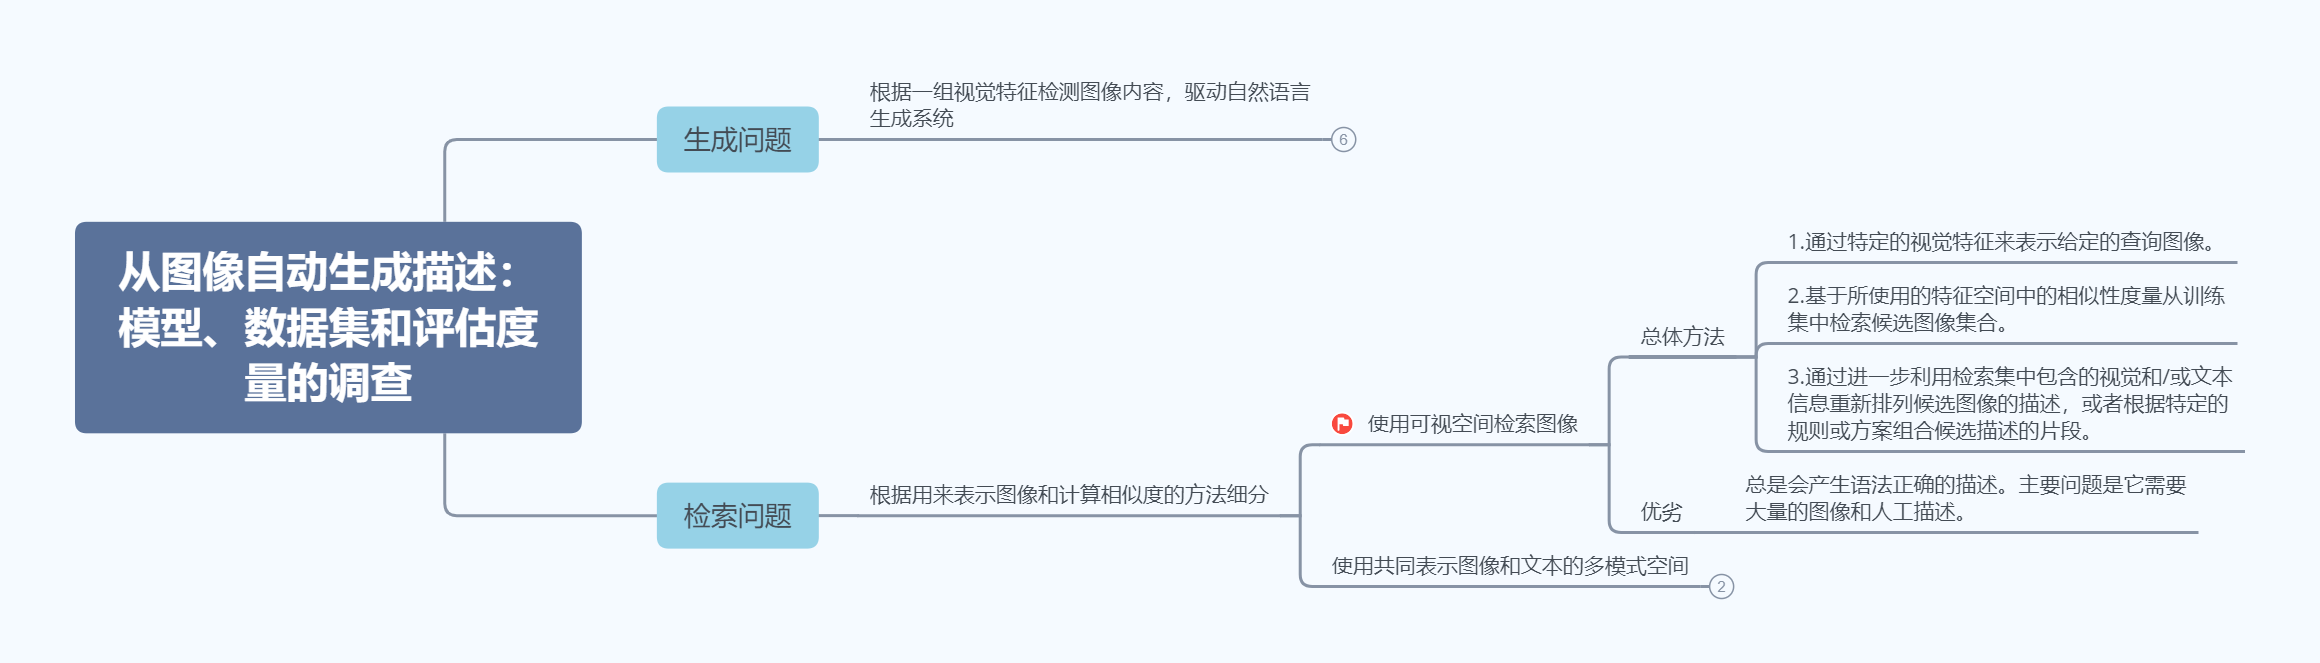 从图像自动生成描述：
模型、数据集和评估度
量的调查
生成问题
根据一组视觉特征检测图像内容，驱动自然语言
生成系统
6
检索问题
根据用来表示图像和计算相似度的方法细分
使用可视空间检索图像
总体方法
1.通过特定的视觉特征来表示给定的查询图像。
2.基于所使用的特征空间中的相似性度量从训练
集中检索候选图像集合。
3.通过进一步利用检索集中包含的视觉和/或文本
信息重新排列候选图像的描述，或者根据特定的
规则或方案组合候选描述的片段。
优劣
总是会产生语法正确的描述。主要问题是它需要
大量的图像和人工描述。
使用共同表示图像和文本的多模式空间
2